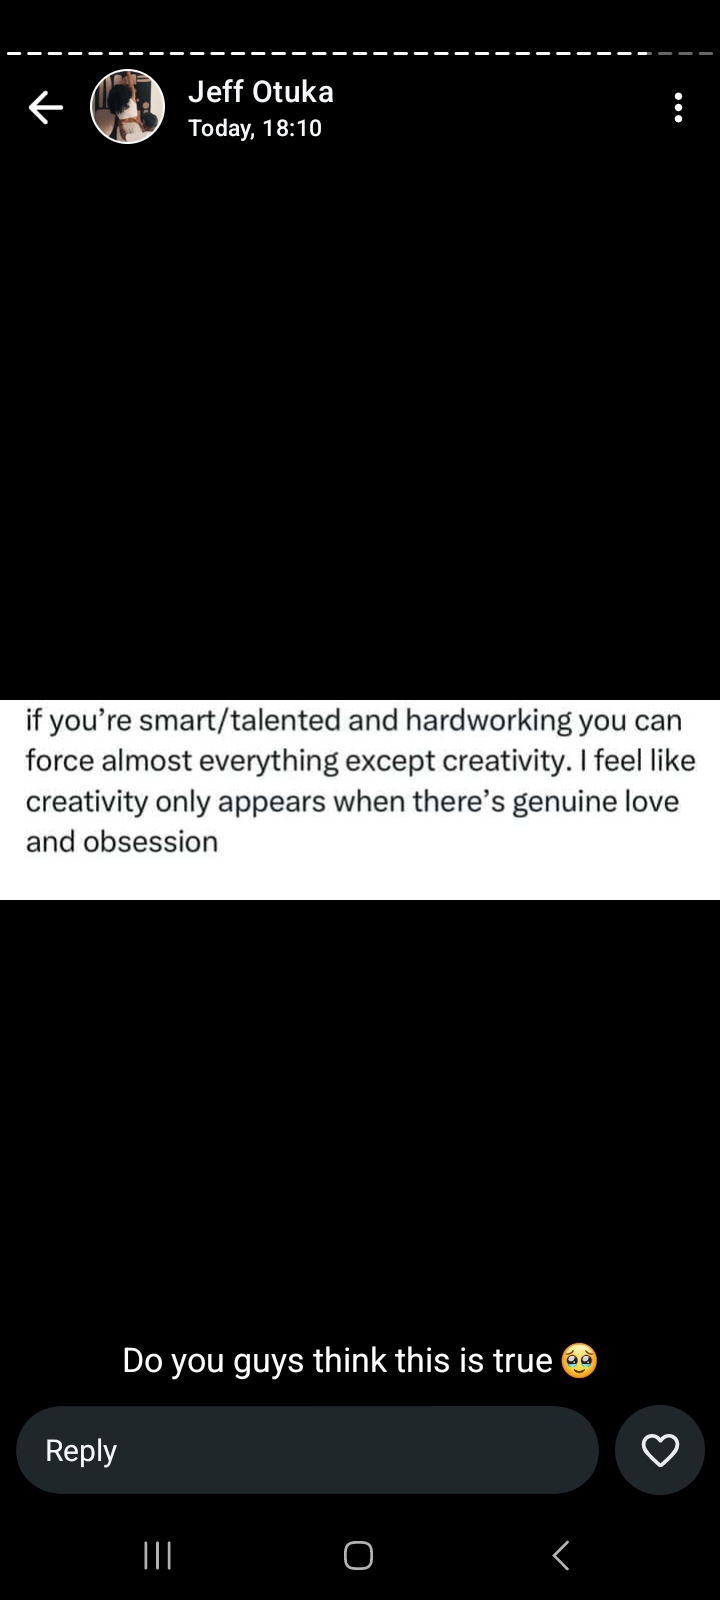 Jeff Otuka
Today, 18:10
if you’re smart/talented and hardworking you can
force almost everything except creativity. I feel like
creativity only appears when there’s genuine love
and obsession
Do you guys think this is true 🥹
Reply